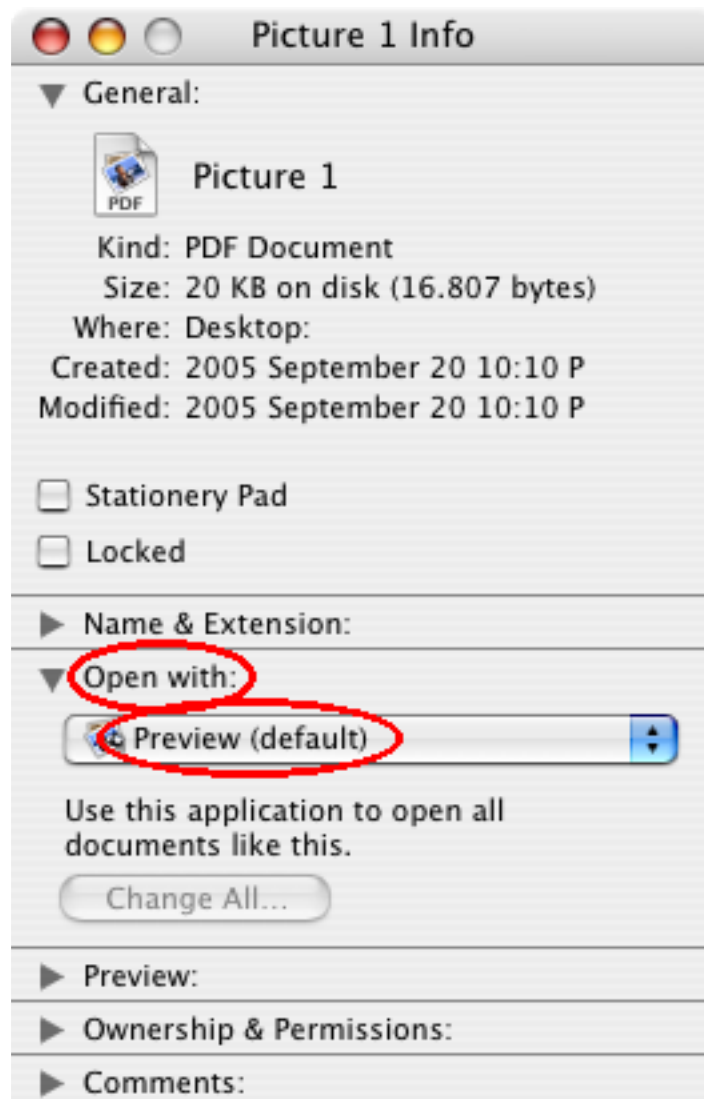 Picture 1 Info
General:
PDF
Picture 1
Kind: PDF Document
Size: 20 KB on disk (16.807 bytes)
Where: Desktop:
Created: 2005 September 20 10:10 P
Modified: 2005 September 20 10:10 P
Stationery Pad
Locked
Name & Extension:
Open with:
Preview (default)
Use this application to open all
documents like this.
Change All...
Preview:
Ownership & Permissions:
Comments: